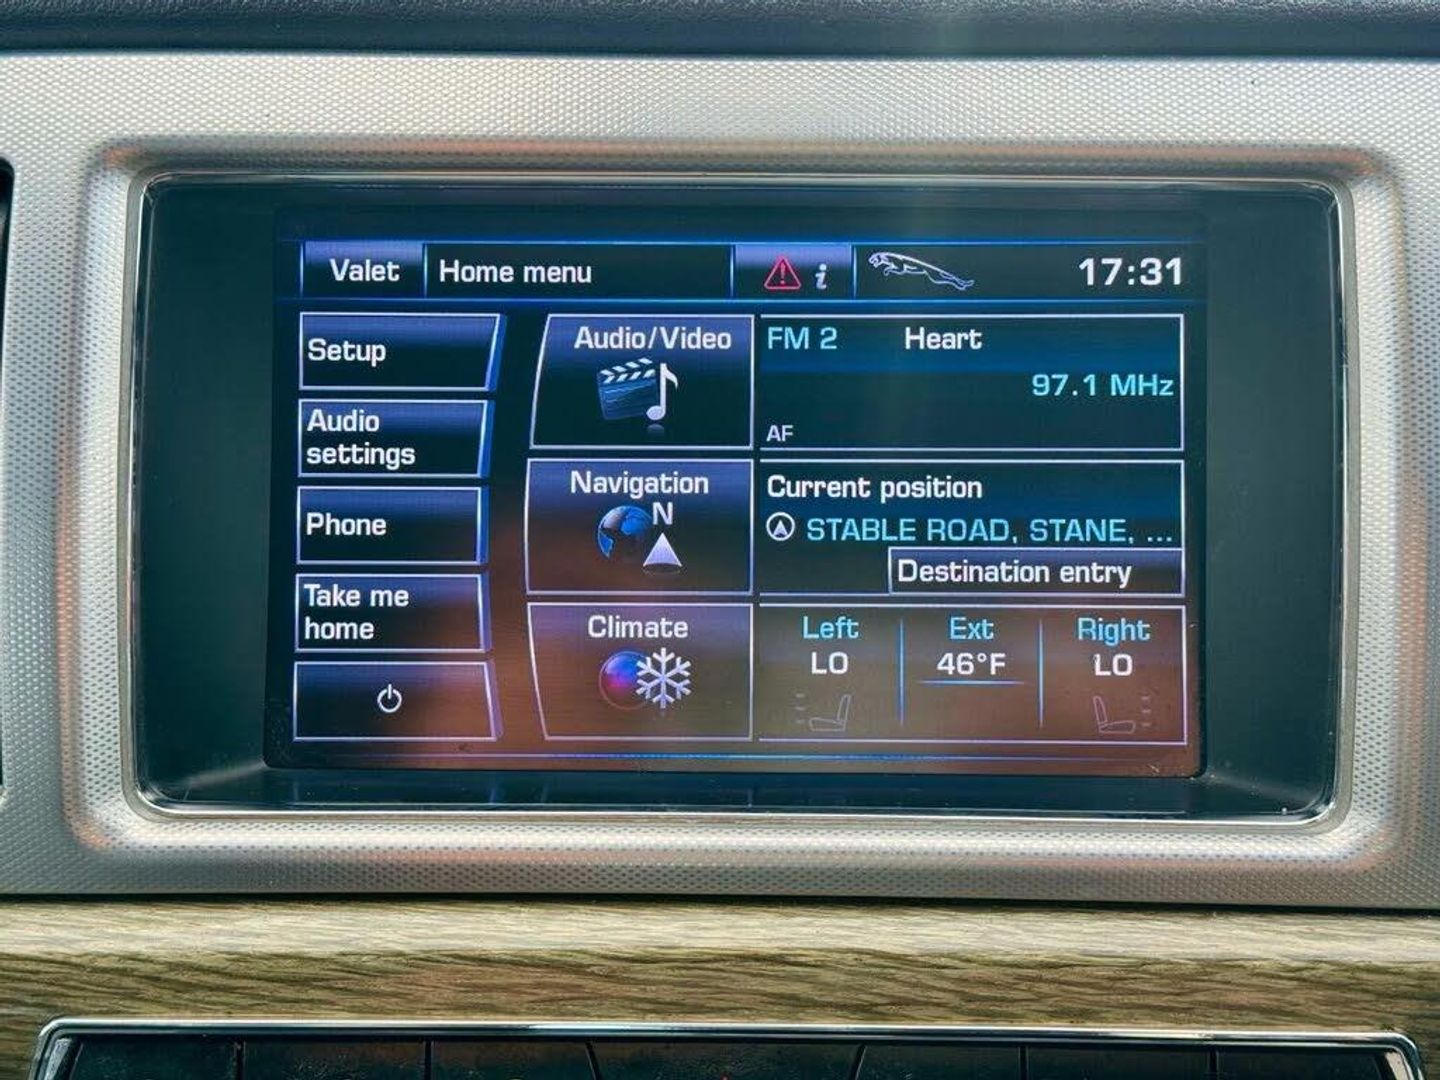 Valet
Home menu
i
17:31
Setup
Audio
settings
Phone
Take me
home
Audio/Video
FM 2 Heart
97.1 MHz
AF
Navigation
N
Current position
STABLE ROAD, STANE, ...
Destination entry
Climate
Left Ext Right
LO 46°F LO